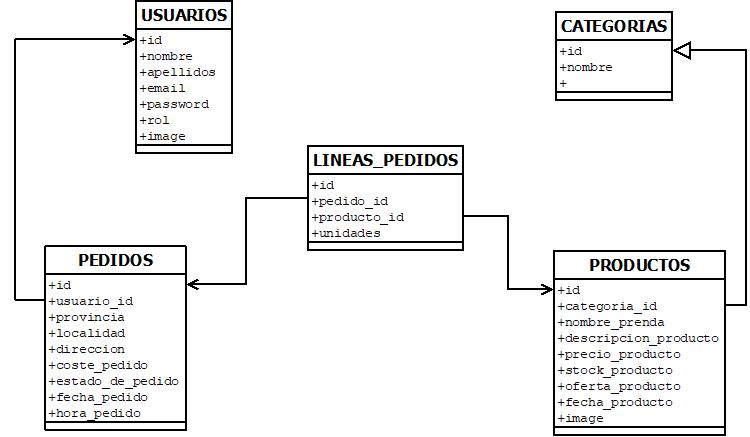 USUARIOS
+id
+nombre
+apellidos
+email
+password
+rol
+image
CATEGORIAS
+id
+nombre
+
LINEAS_PEDIDOS
+id
+pedido_id
+producto_id
+unidades
PEDIDOS
+id
+usuario_id
+provincia
+localidad
+direccion
+coste_pedido
+estado_de_pedido
+fecha_pedido
+hora_pedido
PRODUCTOS
+id
+categoria_id
+nombre_prenda
+descripcion_producto
+precio_producto
+stock_producto
+oferta_producto
+fecha_producto
+image